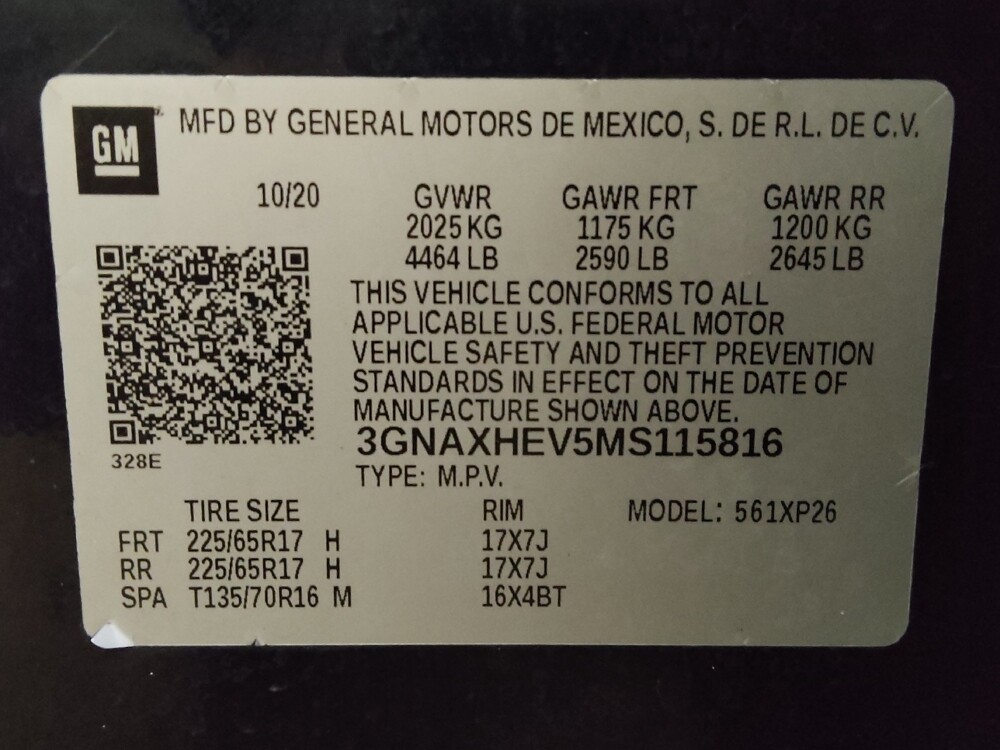 GM MFD BY GENERAL MOTORS DE MEXICO, S. DE R.L. DE C.V.
10/20 GVWR GAWR FRT GAWR RR
2025 KG 1175 KG 1200 KG
4464 LB 2590 LB 2645 LB
THIS VEHICLE CONFORMS TO ALL
APPLICABLE U.S. FEDERAL MOTOR
VEHICLE SAFETY AND THEFT PREVENTION
STANDARDS IN EFFECT ON THE DATE OF
MANUFACTURE SHOWN ABOVE.
3GNAXHEV5MS115816
328E
TYPE: M.P.V.
TIRE SIZE RIM MODEL: 561XP26
FRT 225/65R17 H 17X7J
RR 225/65R17 H 17X7J
SPA T135/70R16 M 16X4BT